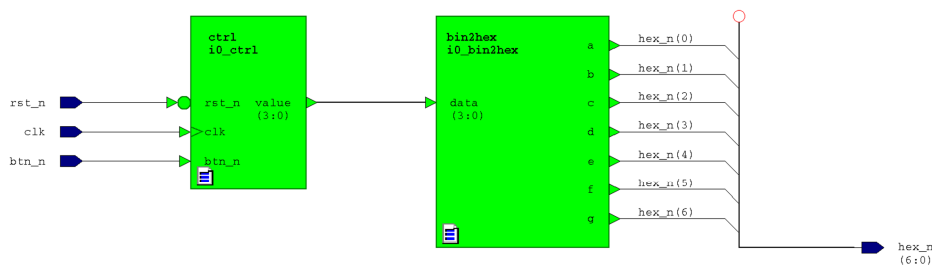 ctrl
i0_ctrl
rst_n
clk
btn_n
rst_n
value
(3:0)
clk
btn_n
bin2hex
i0_bin2hex
data
(3:0)
a
b
c
d
e
f
g
hex_n(0)
hex_n(1)
hex_n(2)
hex_n(3)
hex_n(4)
hex_n(5)
hex_n(6)
hex_n
(6:0)